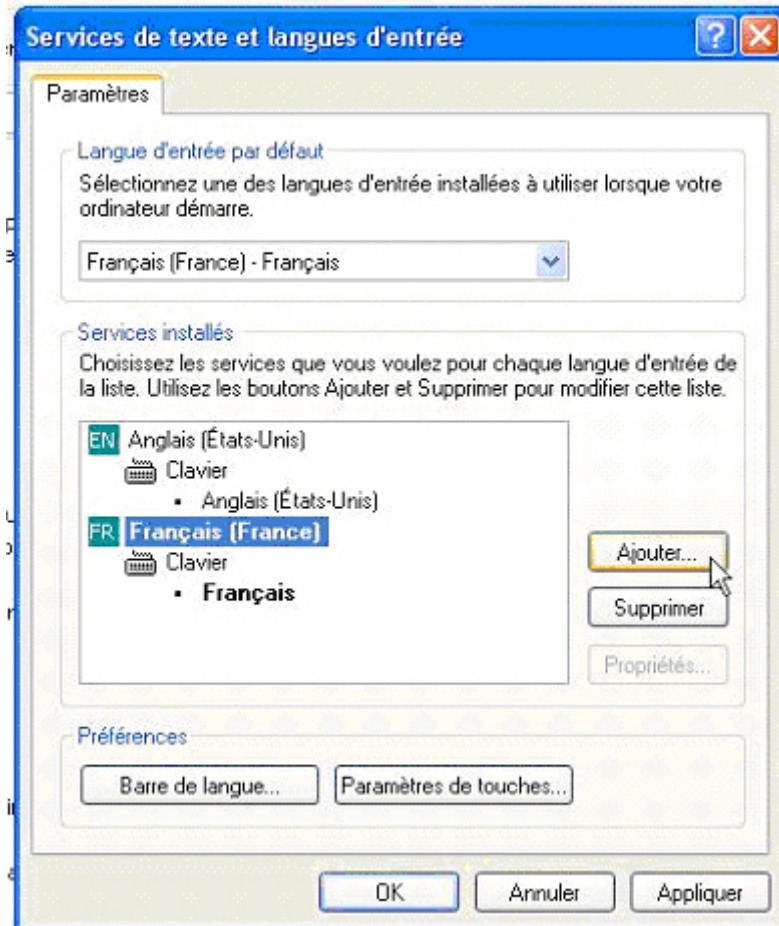 Services de texte et langues d'entrée
Paramètres
Langue d'entrée par défaut
Sélectionnez une des langues d'entrée installées à utiliser lorsque votre
ordinateur démarre.
Français (France) - Français
Services installés
Choisissez les services que vous voulez pour chaque langue d'entrée de
la liste. Utilisez les boutons Ajouter et Supprimer pour modifier cette liste.
EN Anglais (États-Unis)
Clavier
Anglais (États-Unis)
FR Français (France)
Clavier
Français
Ajouter...
Supprimer
Propriétés...
Préférences
Barre de langue...
Paramètres de touches...
OK
Annuler
Appliquer